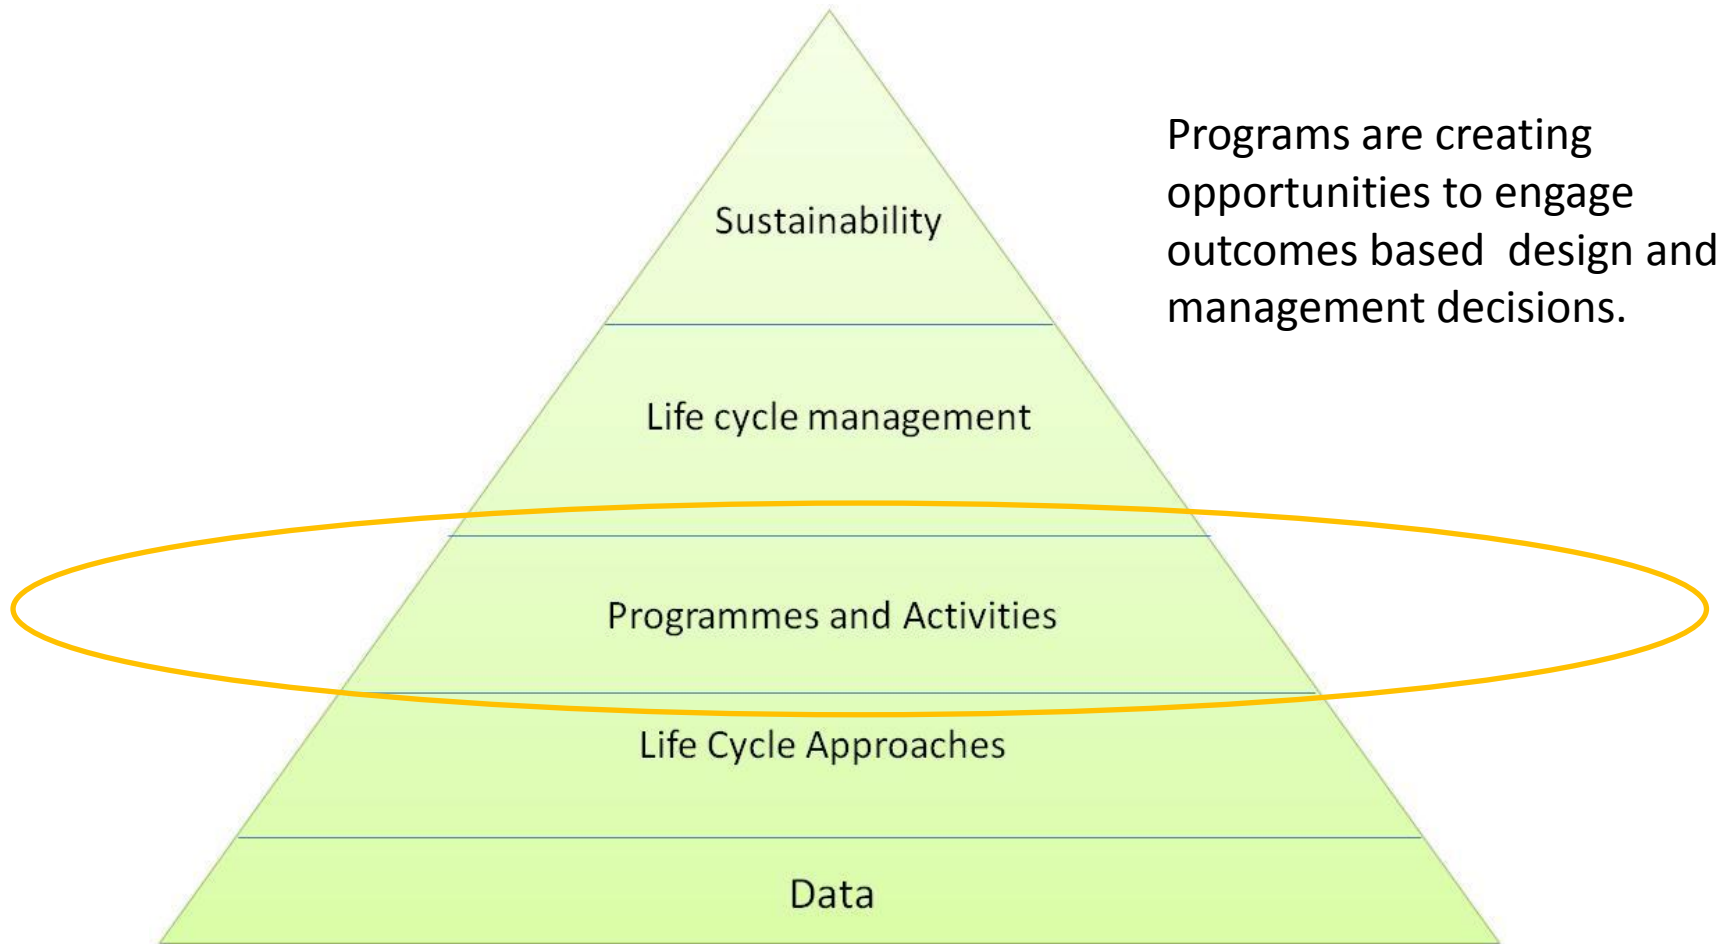 Programs are creating
opportunities to engage
outcomes based  design and
management decisions.
Sustainability
Life cycle management
Programmes and Activities
Life Cycle Approaches
Data